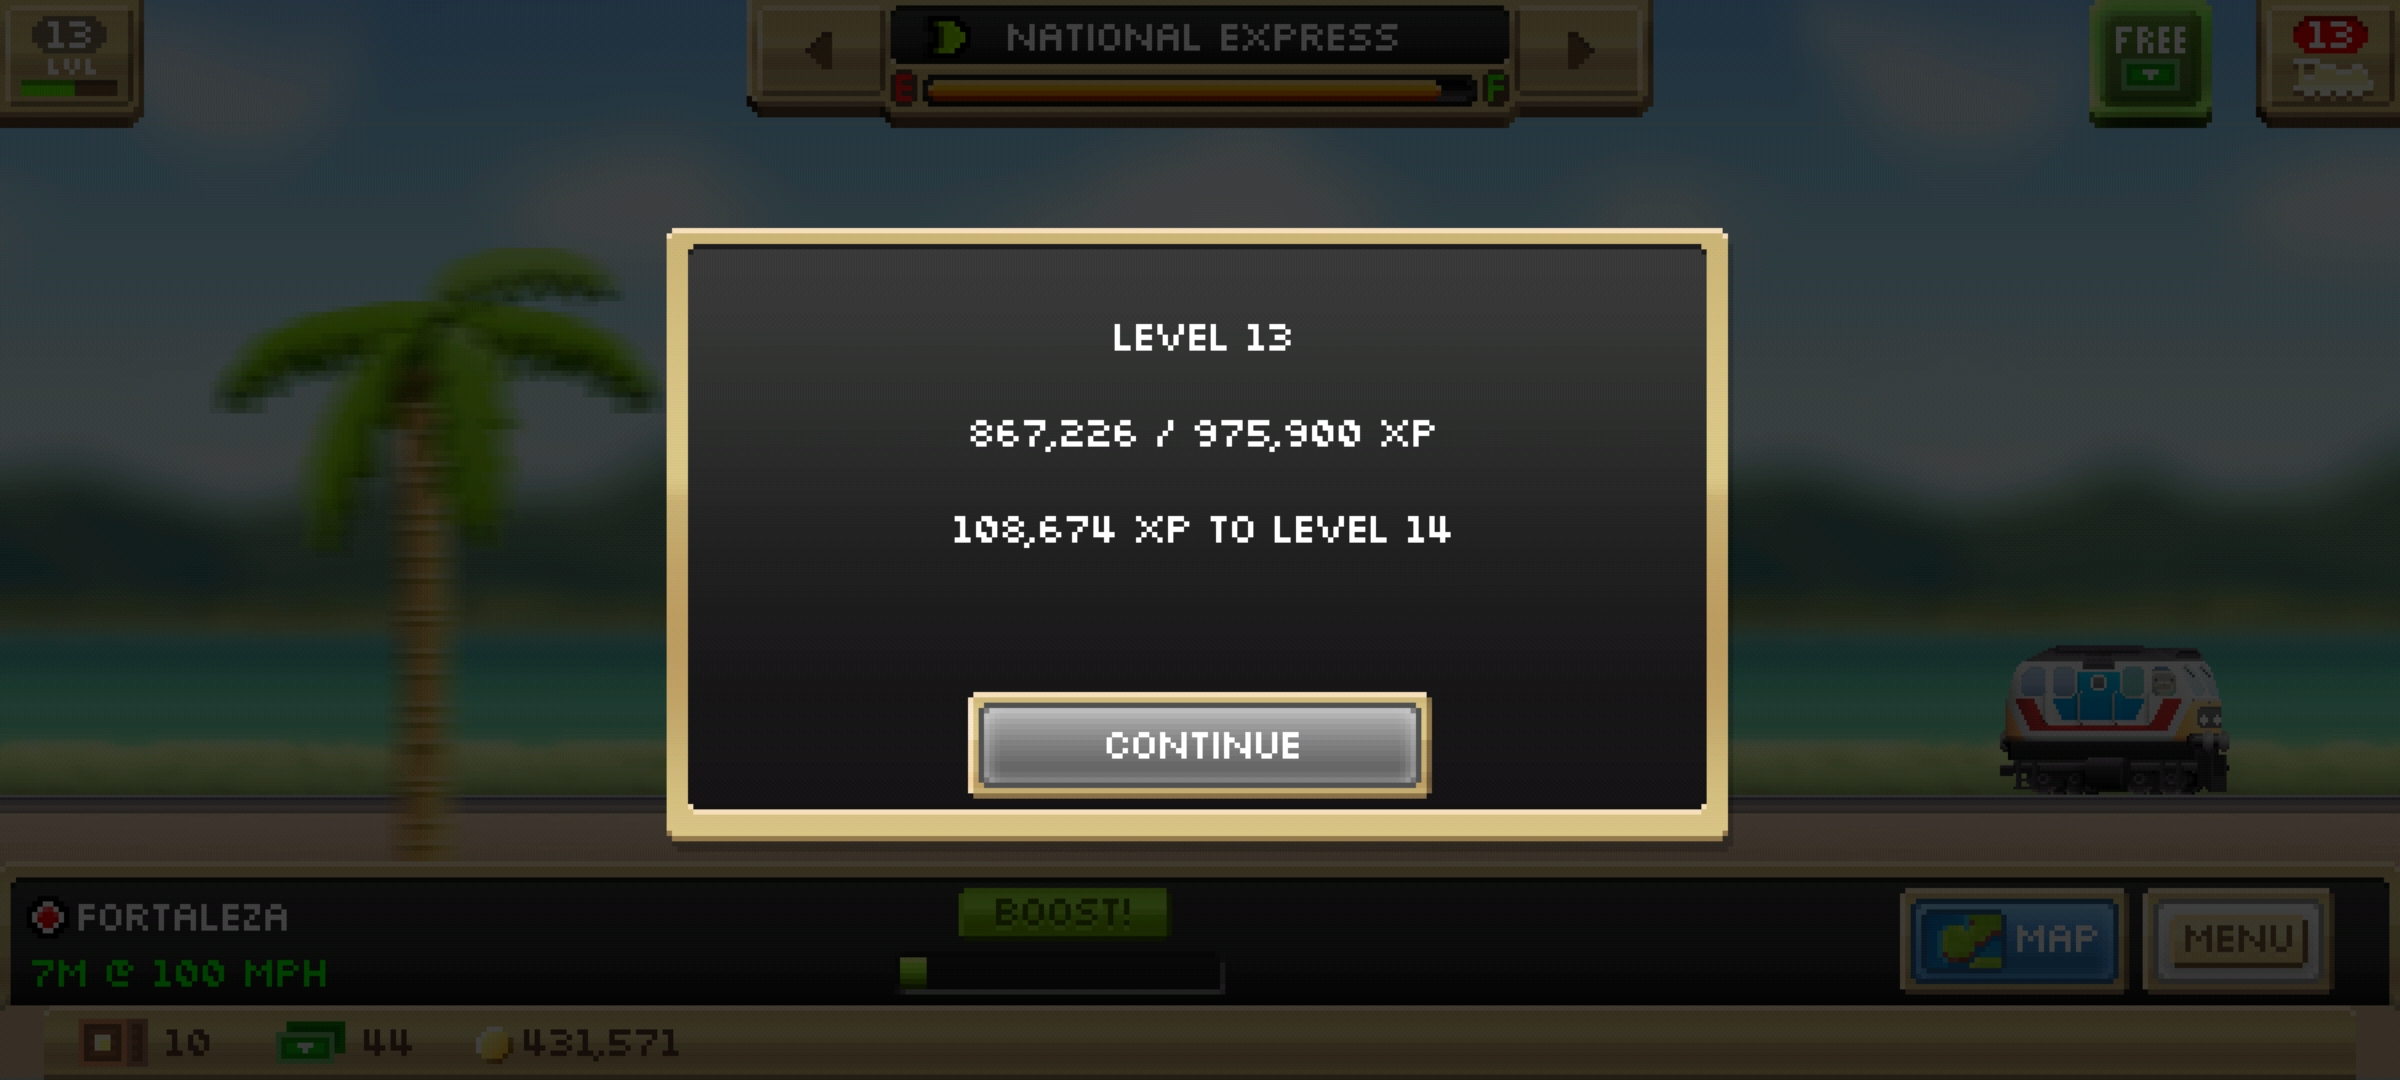 13
LVL
NATIONAL EXPRESS
E
F
FREE
13
LEVEL 13
867,226 / 975,900 XP
108,674 XP TO LEVEL 14
CONTINUE
FORTALEZA
7M @ 100 MPH
BOOST!
MAP
MENU
10
44
431,571